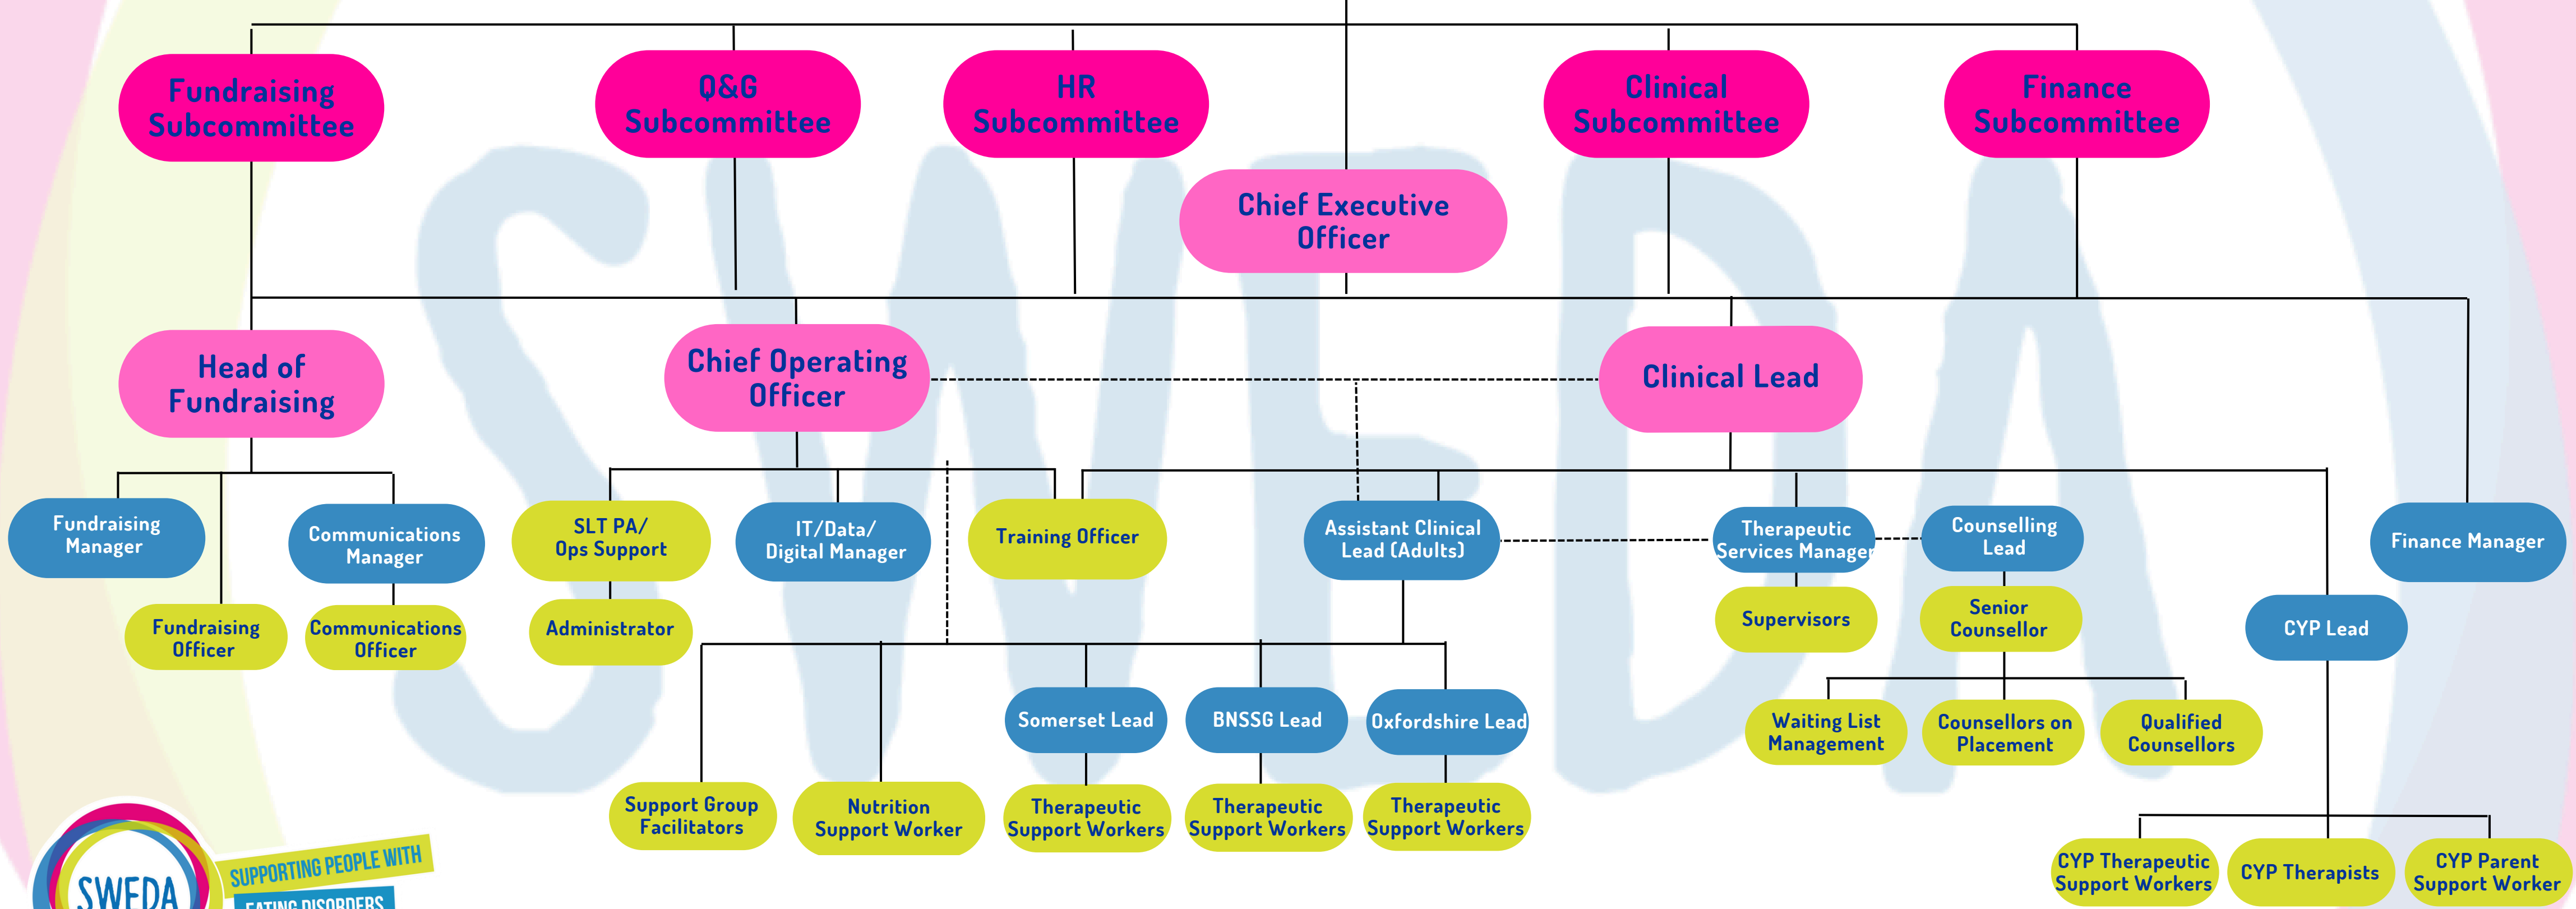 Fundraising
Subcommittee
Q&G
Subcommittee
HR
Subcommittee
Clinical
Subcommittee
Finance
Subcommittee
Chief Executive
Officer
Head of
Fundraising
Chief Operating
Officer
Clinical Lead
Fundraising
Manager
Communications
Manager
SLT PA/
Ops Support
IT/Data/
Digital Manager
Training Officer
Assistant Clinical
Lead (Adults)
Therapeutic
Services Manager
Counselling
Lead
Finance Manager
Fundraising
Officer
Communications
Officer
Administrator
Supervisors
Senior
Counsellor
CYP Lead
Somerset Lead
BNSSG Lead
Oxfordshire Lead
Waiting List
Management
Counsellors on
Placement
Qualified
Counsellors
Support Group
Facilitators
Nutrition
Support Worker
Therapeutic
Support Workers
Therapeutic
Support Workers
Therapeutic
Support Workers
CYP Therapeutic
Support Workers
CYP Therapists
CYP Parent
Support Worker
SWEDA
SWEDA
SUPPORTING PEOPLE WITH
EATING DISORDERS